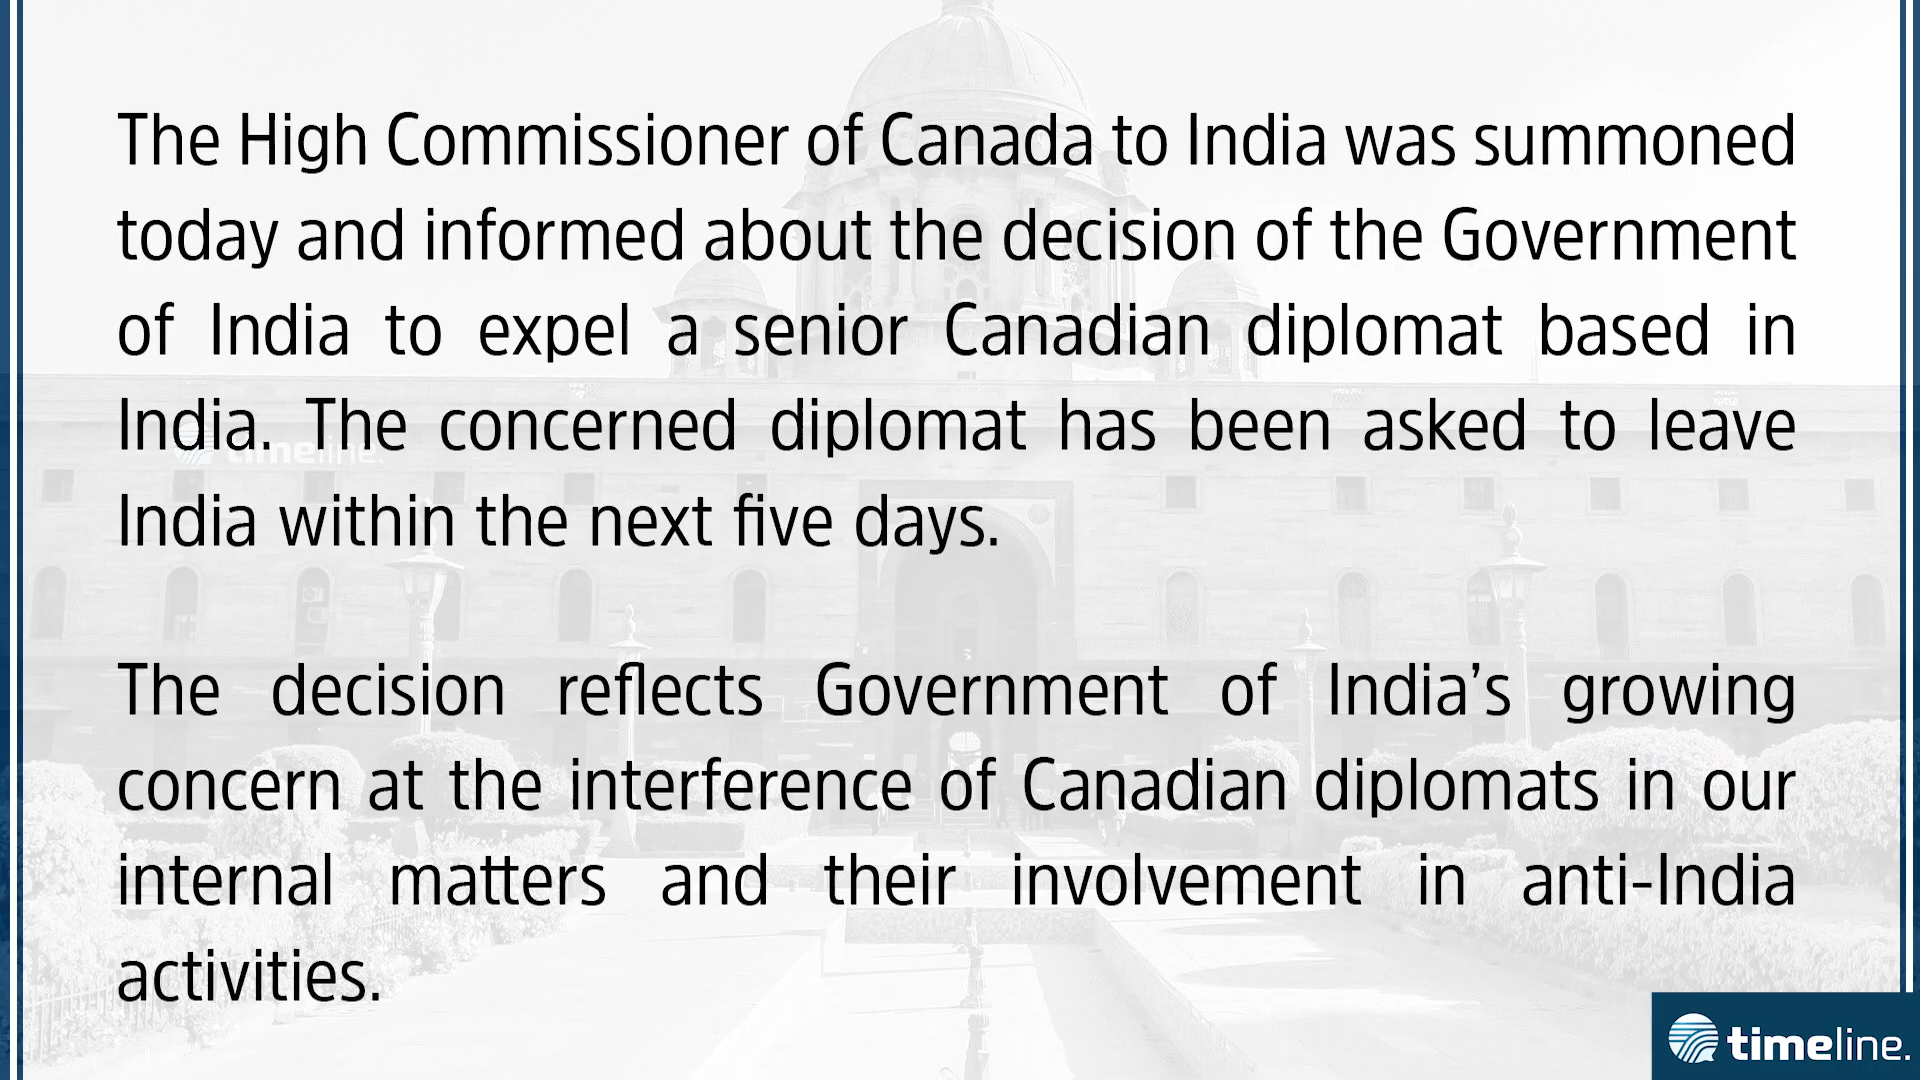 The High Commissioner of Canada to India was summoned
today and informed about the decision of the Government
of India to expel a senior Canadian diplomat based in
India. The concerned diplomat has been asked to leave
timeline.
India within the next five days.
The decision reflects Government of India’s growing
concern at the interference of Canadian diplomats in our
internal matters and their involvement in anti-India
activities.
timeline.